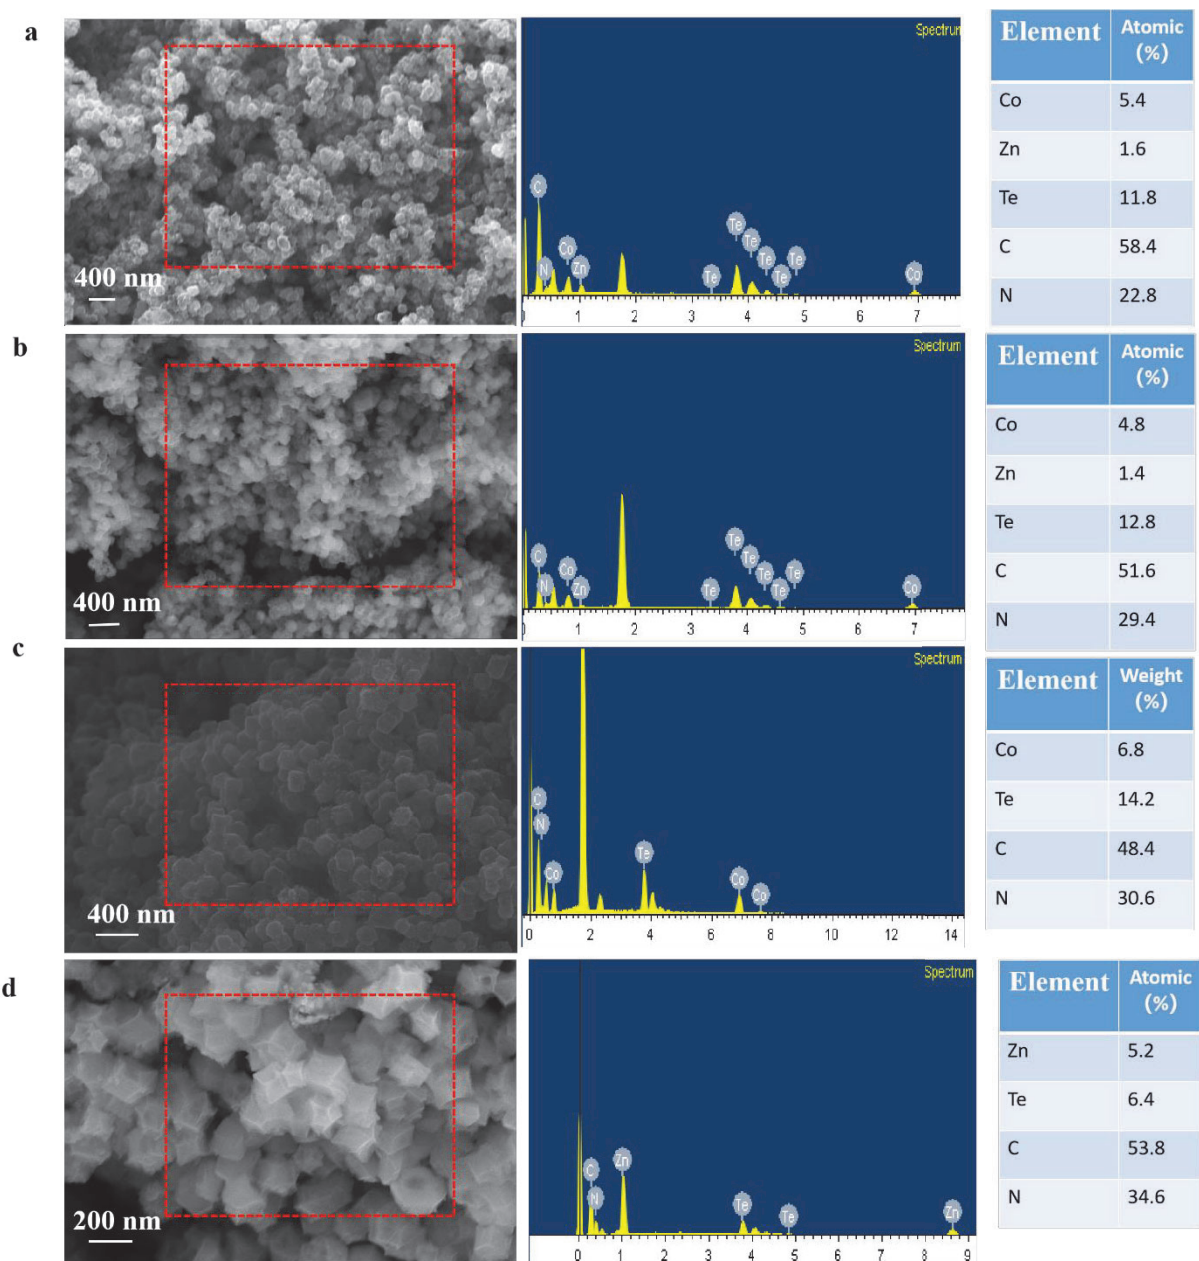 a
400 nm
Spectrum
C
N
Co
Zn
Te
Te
Te
Te
Te
Te
Co
0 1 2 3 4 5 6 7
Element Atomic (%)
Co 5.4
Zn 1.6
Te 11.8
C 58.4
N 22.8
b
400 nm
Spectrum
C
N
Co
Zn
Te
Te
Te
Te
Te
Te
Co
0 1 2 3 4 5 6 7
Element Atomic (%)
Co 4.8
Zn 1.4
Te 12.8
C 51.6
N 29.4
c
400 nm
Spectrum
C
N
Co
Te
Co
Co
0 2 4 6 8 10 12 14
Element Weight (%)
Co 6.8
Te 14.2
C 48.4
N 30.6
d
200 nm
Spectrum
C
N
Zn
Te
Te
Zn
0 1 2 3 4 5 6 7 8 9
Element Atomic (%)
Zn 5.2
Te 6.4
C 53.8
N 34.6